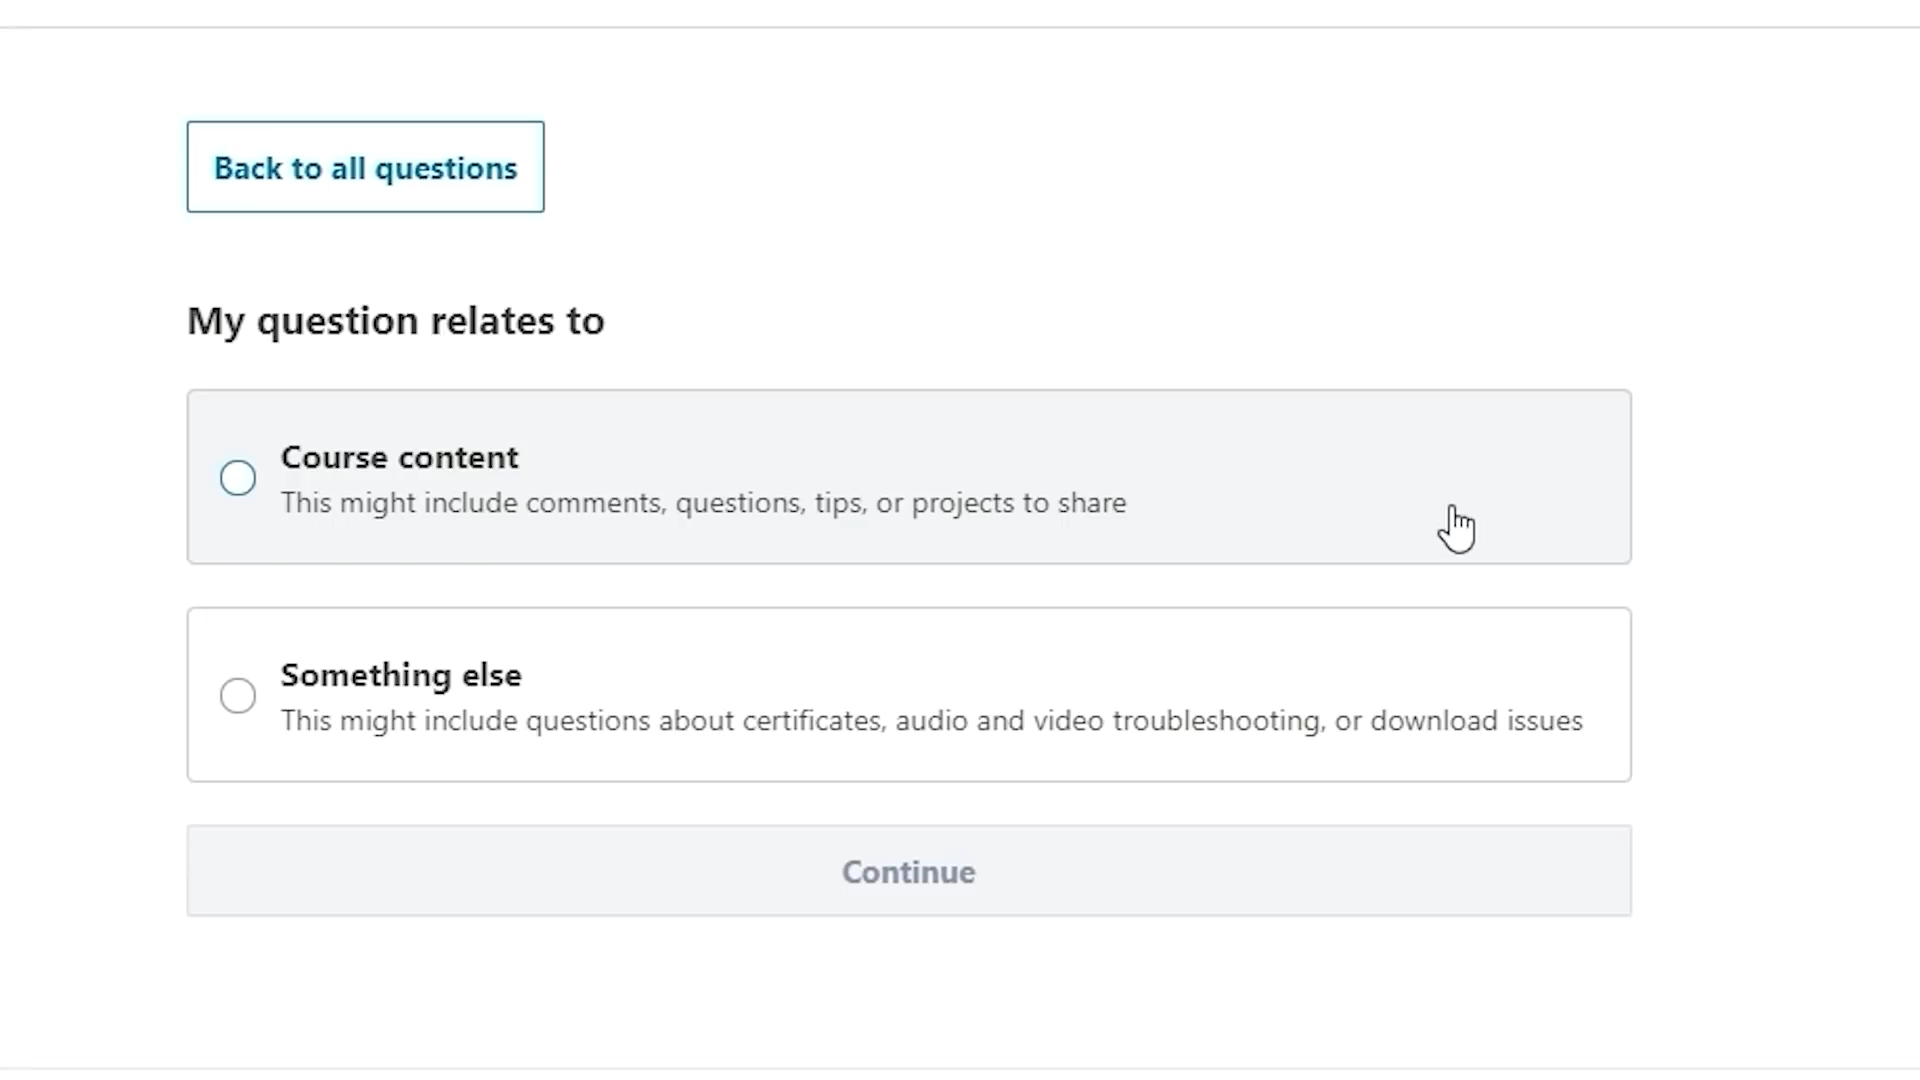 Back to all questions
My question relates to
Course content
This might include comments, questions, tips, or projects to share
Something else
This might include questions about certificates, audio and video troubleshooting, or download issues
Continue